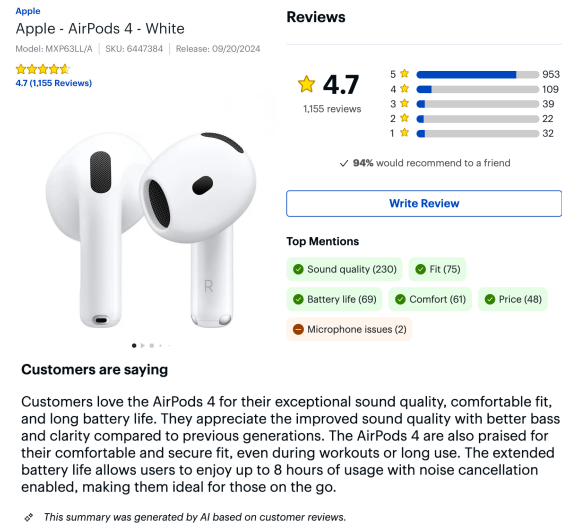 Apple
Apple - AirPods 4 - White
Model: MXP63LL/A | SKU: 6447384 | Release: 09/20/2024
4.7 (1,155 Reviews)
R
Reviews
4.7
1,155 reviews
5 953
4 109
3 39
2 22
1 32
94% would recommend to a friend
Write Review
Top Mentions
Sound quality (230) Fit (75)
Battery life (69) Comfort (61) Price (48)
Microphone issues (2)
Customers are saying
Customers love the AirPods 4 for their exceptional sound quality, comfortable fit,
and long battery life. They appreciate the improved sound quality with better bass
and clarity compared to previous generations. The AirPods 4 are also praised for
their comfortable and secure fit, even during workouts or long use. The extended
battery life allows users to enjoy up to 8 hours of usage with noise cancellation
enabled, making them ideal for those on the go.
This summary was generated by AI based on customer reviews.